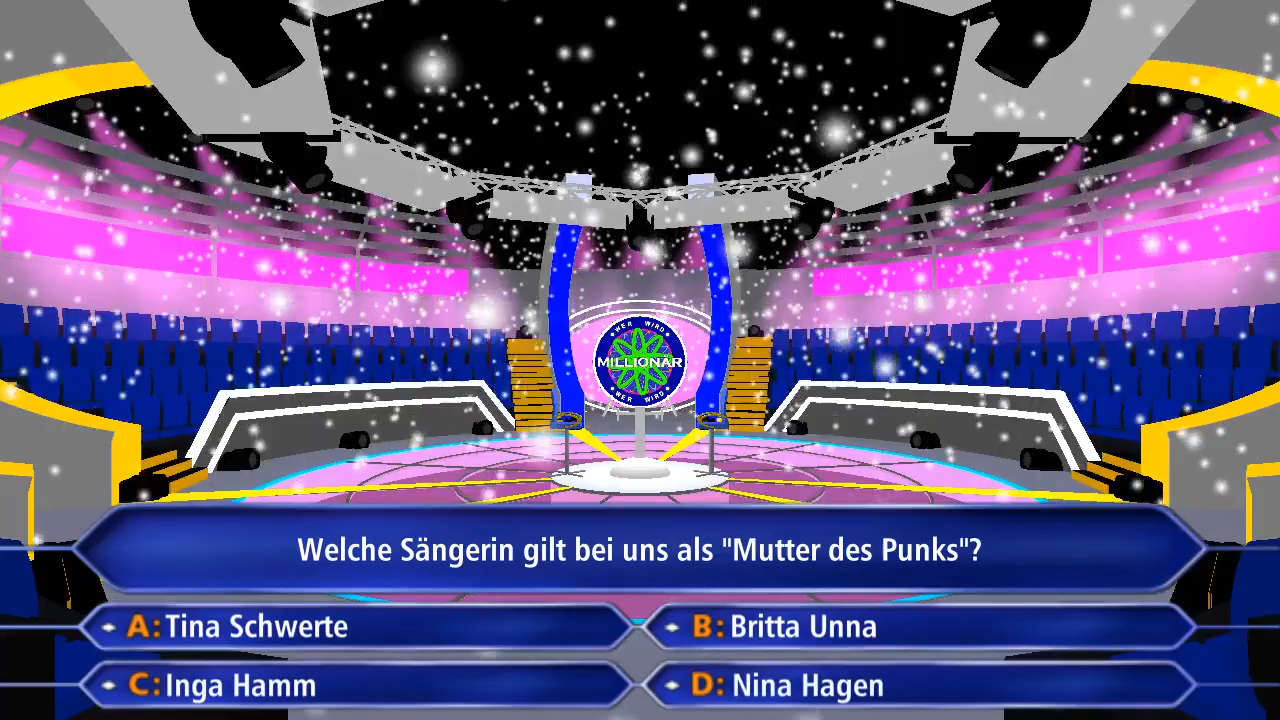 WER WIRD
MILLIONÄR
WER WIRD
Welche Sängerin gilt bei uns als "Mutter des Punks"?
A: Tina Schwerte
B: Britta Unna
C: Inga Hamm
D: Nina Hagen